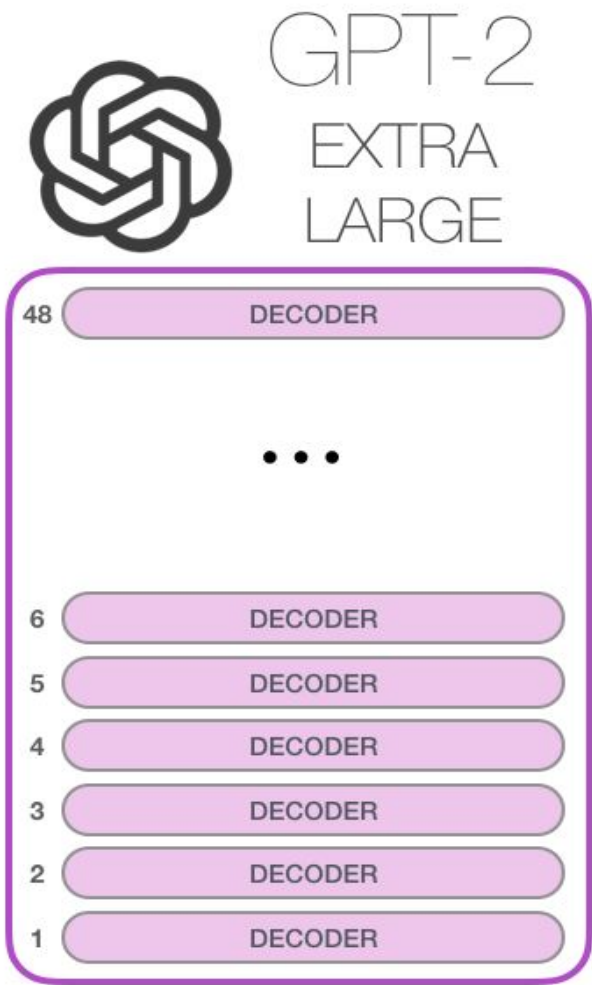 GPT-2
EXTRA
LARGE
48 DECODER
...
6 DECODER
5 DECODER
4 DECODER
3 DECODER
2 DECODER
1 DECODER